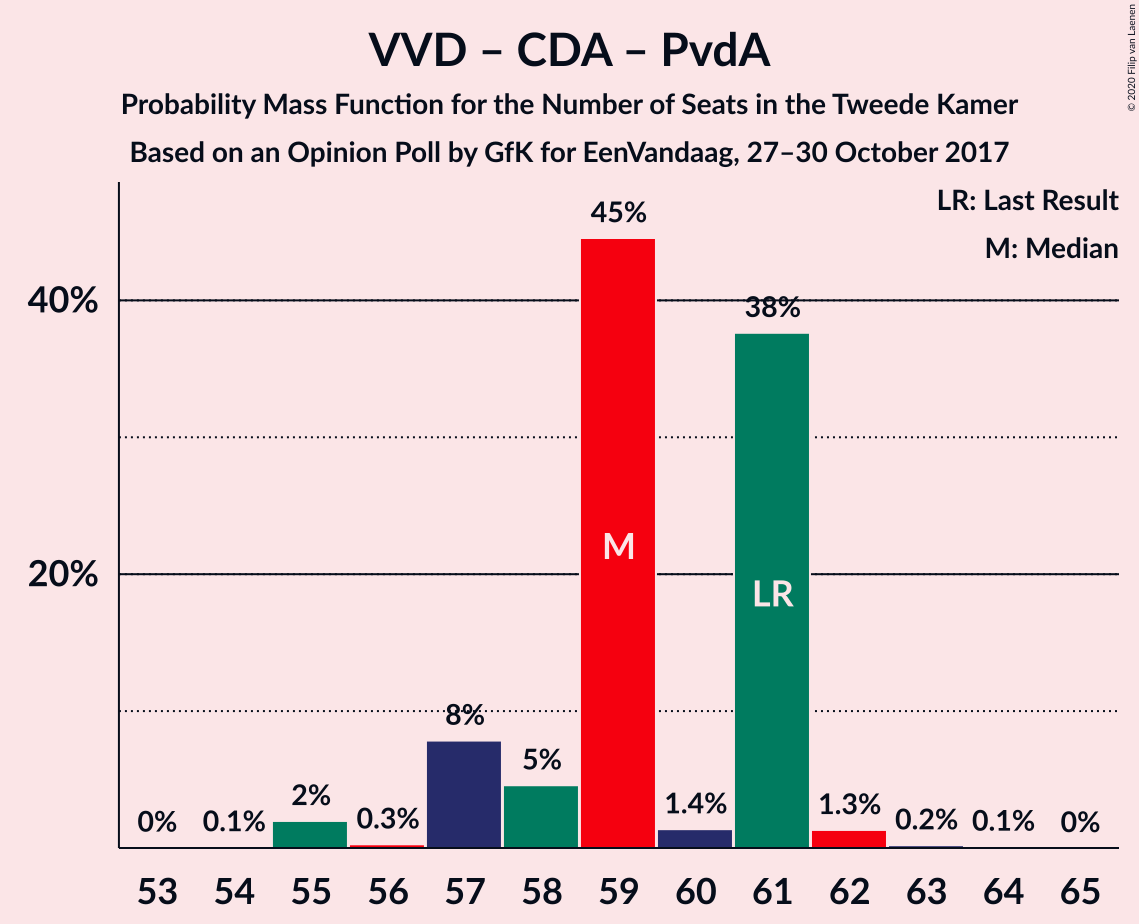 VVD – CDA – PvdA
Probability Mass Function for the Number of Seats in the Tweede Kamer
Based on an Opinion Poll by GfK for EenVandaag, 27–30 October 2017
© 2020 Filip van Laenen
LR: Last Result
M: Median
40%
20%
0%
0.1%
2%
0.3%
8%
5%
45%
1.4%
38%
1.3%
0.2%
0.1%
0%
M
LR
53 54 55 56 57 58 59 60 61 62 63 64 65